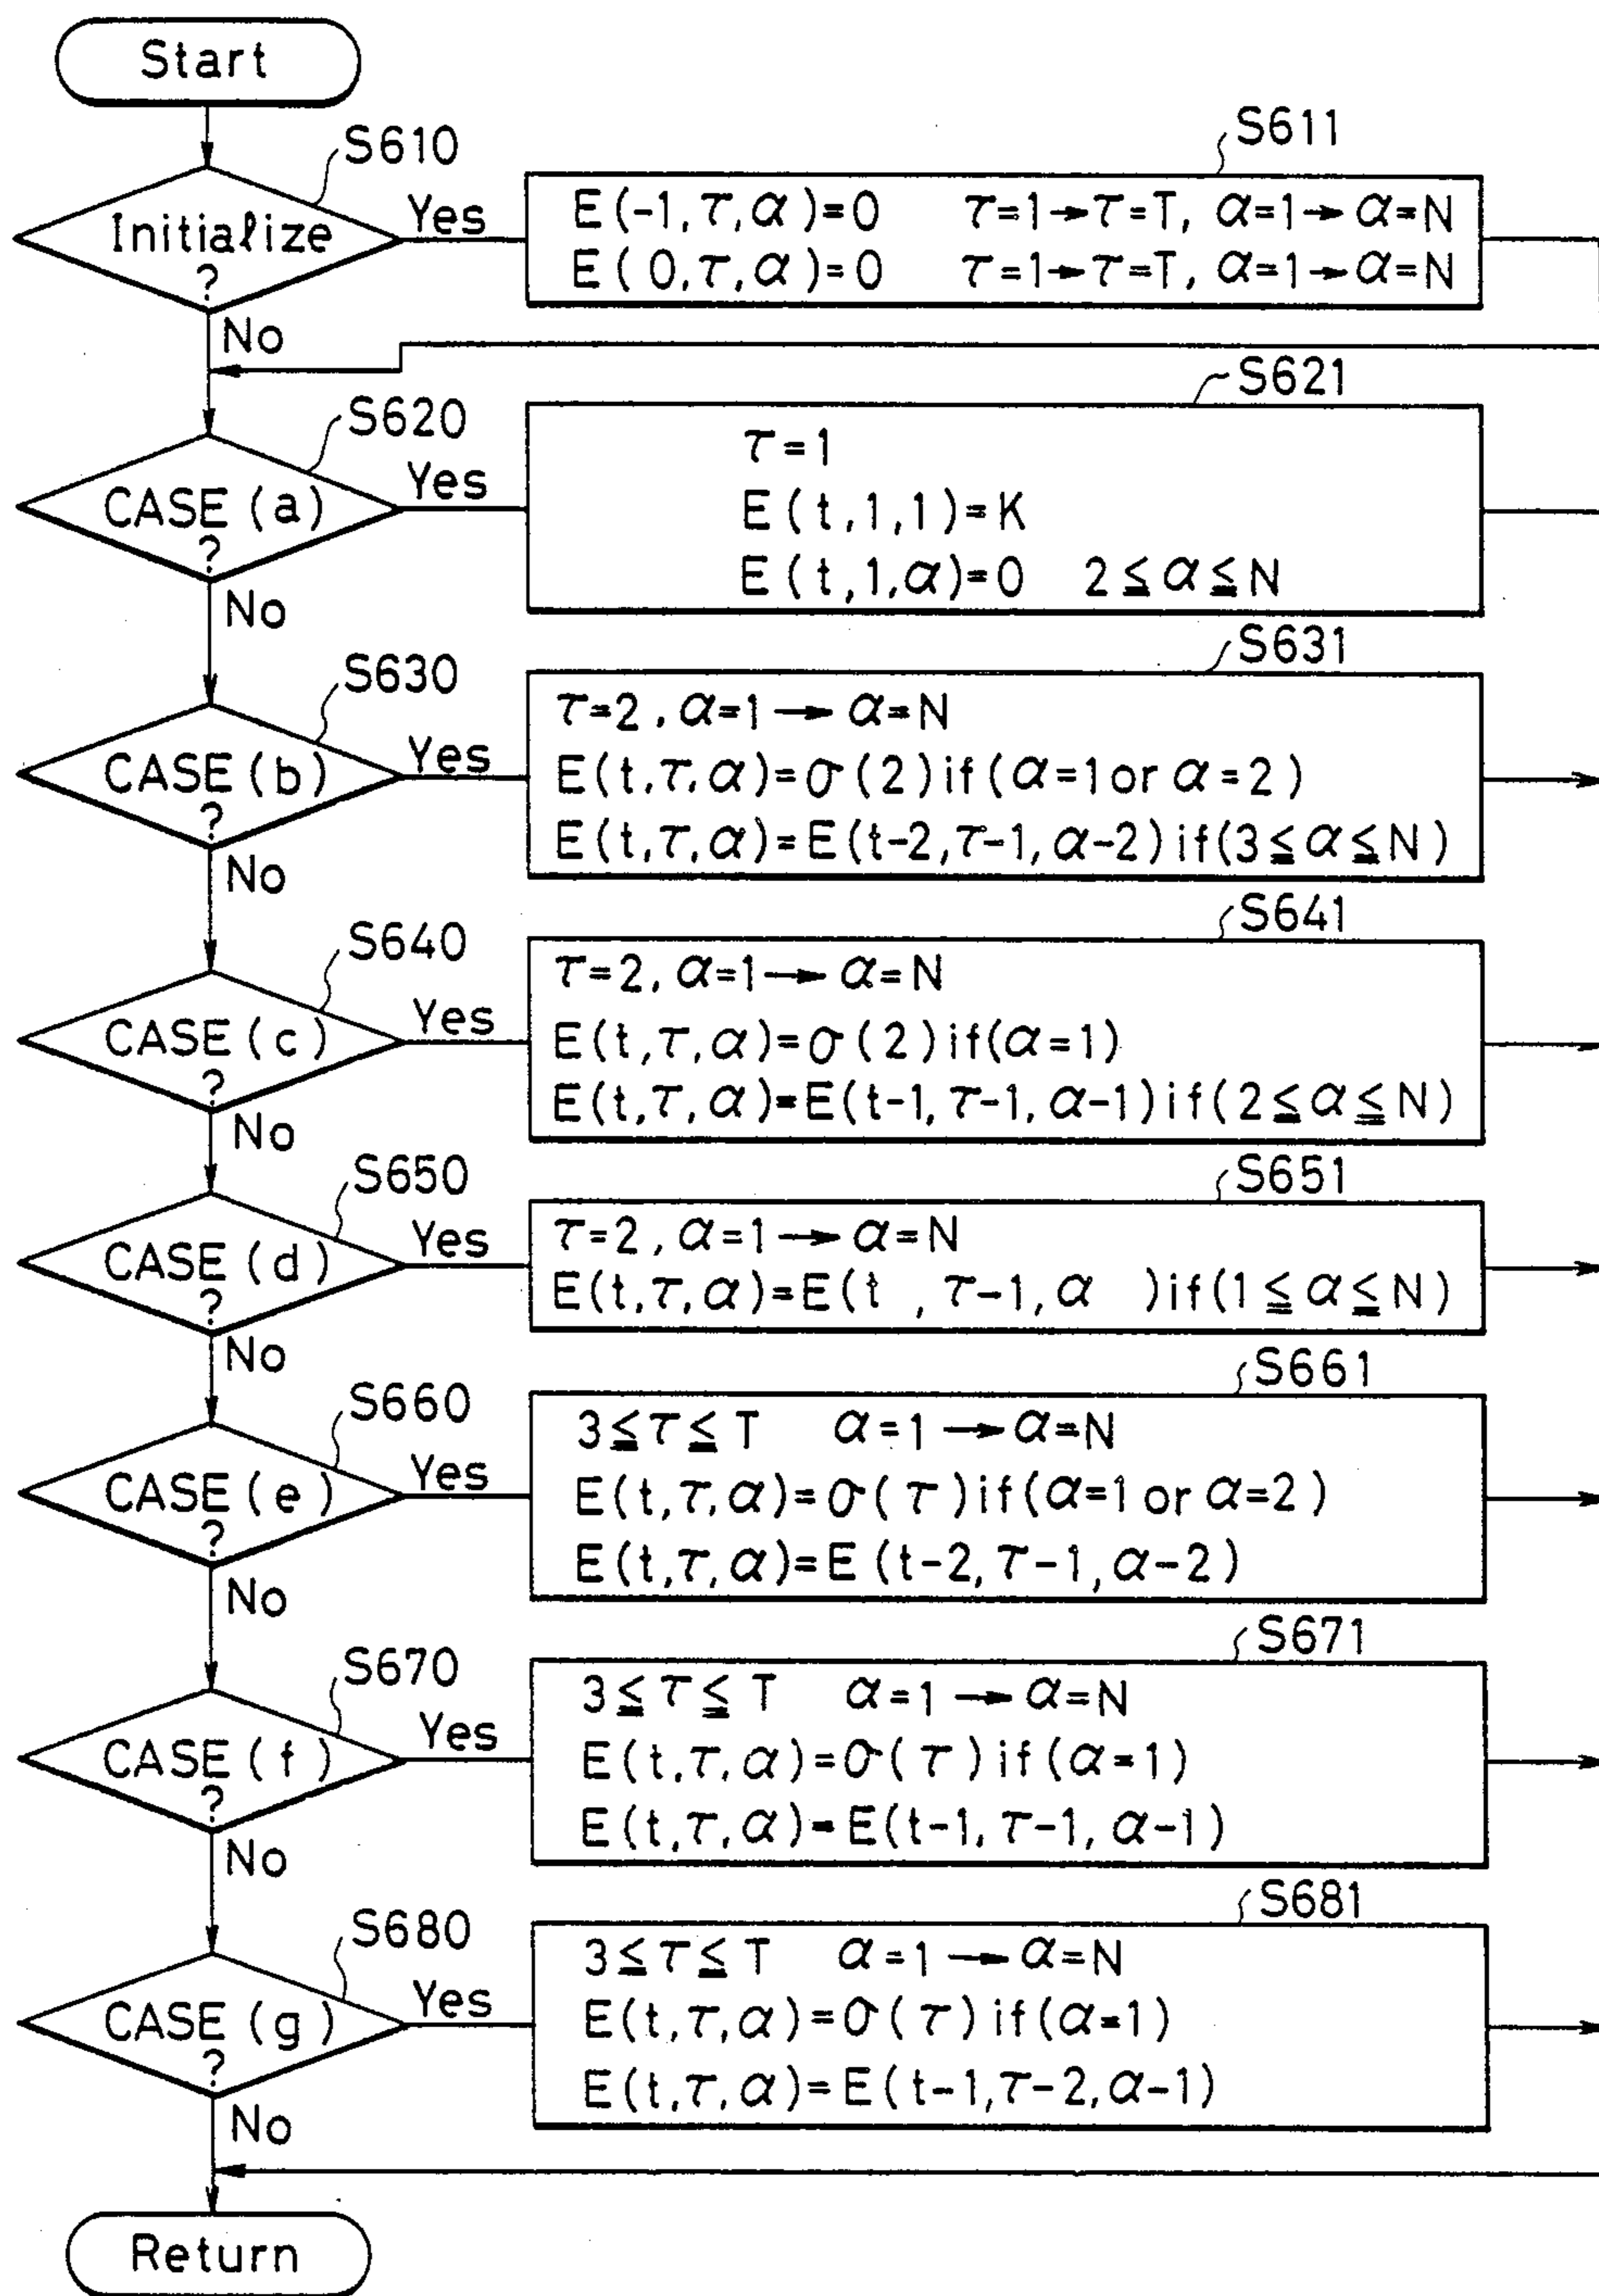 Start
S610
S611
Initialize
?
Yes
E(-1,τ,α)=0 τ=1→τ=T, α=1→α=N
E( 0,τ,α)=0 τ=1→τ=T, α=1→α=N
No
S620
S621
CASE(a)
?
Yes
τ=1
E(t,1,1)=K
E(t,1,α)=0 2≦α≦N
No
S630
S631
CASE(b)
?
Yes
τ=2,α=1→α=N
E(t,τ,α)=σ(2)if(α=1orα=2)
E(t,τ,α)=E(t-2,τ-1,α-2)if(3≦α≦N)
No
S640
S641
CASE(c)
?
Yes
τ=2,α=1→α=N
E(t,τ,α)=σ(2)if(α=1)
E(t,τ,α)=E(t-1,τ-1,α-1)if(2≦α≦N)
No
S650
S651
CASE(d)
?
Yes
τ=2,α=1→α=N
E(t,τ,α)=E(t ,τ-1,α )if(1≦α≦N)
No
S660
S661
CASE(e)
?
Yes
3≦τ≦T α=1→α=N
E(t,τ,α)=σ(τ)if(α=1 or α=2)
E(t,τ,α)=E(t-2,τ-1,α-2)
No
S670
S671
CASE(f)
?
Yes
3≦τ≦T α=1→α=N
E(t,τ,α)=σ(τ)if(α=1)
E(t,τ,α)=E(t-1,τ-1,α-1)
No
S680
S681
CASE(g)
?
Yes
3≦τ≦T α=1→α=N
E(t,τ,α)=σ(τ)if(α=1)
E(t,τ,α)=E(t-1,τ-2,α-1)
No
Return